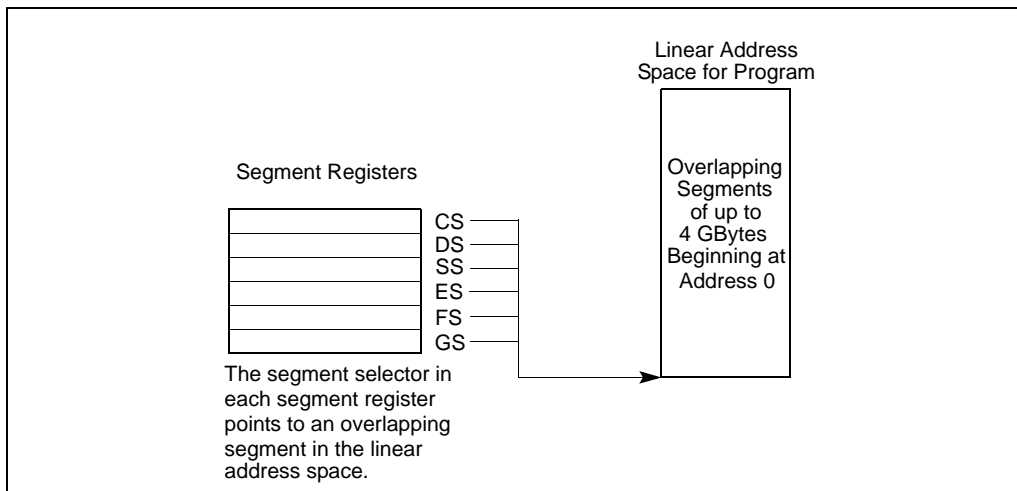 Linear Address
Space for Program
Overlapping
Segments
of up to
4 GBytes
Beginning at
Address 0
Segment Registers
CS
DS
SS
ES
FS
GS
The segment selector in
each segment register
points to an overlapping
segment in the linear
address space.